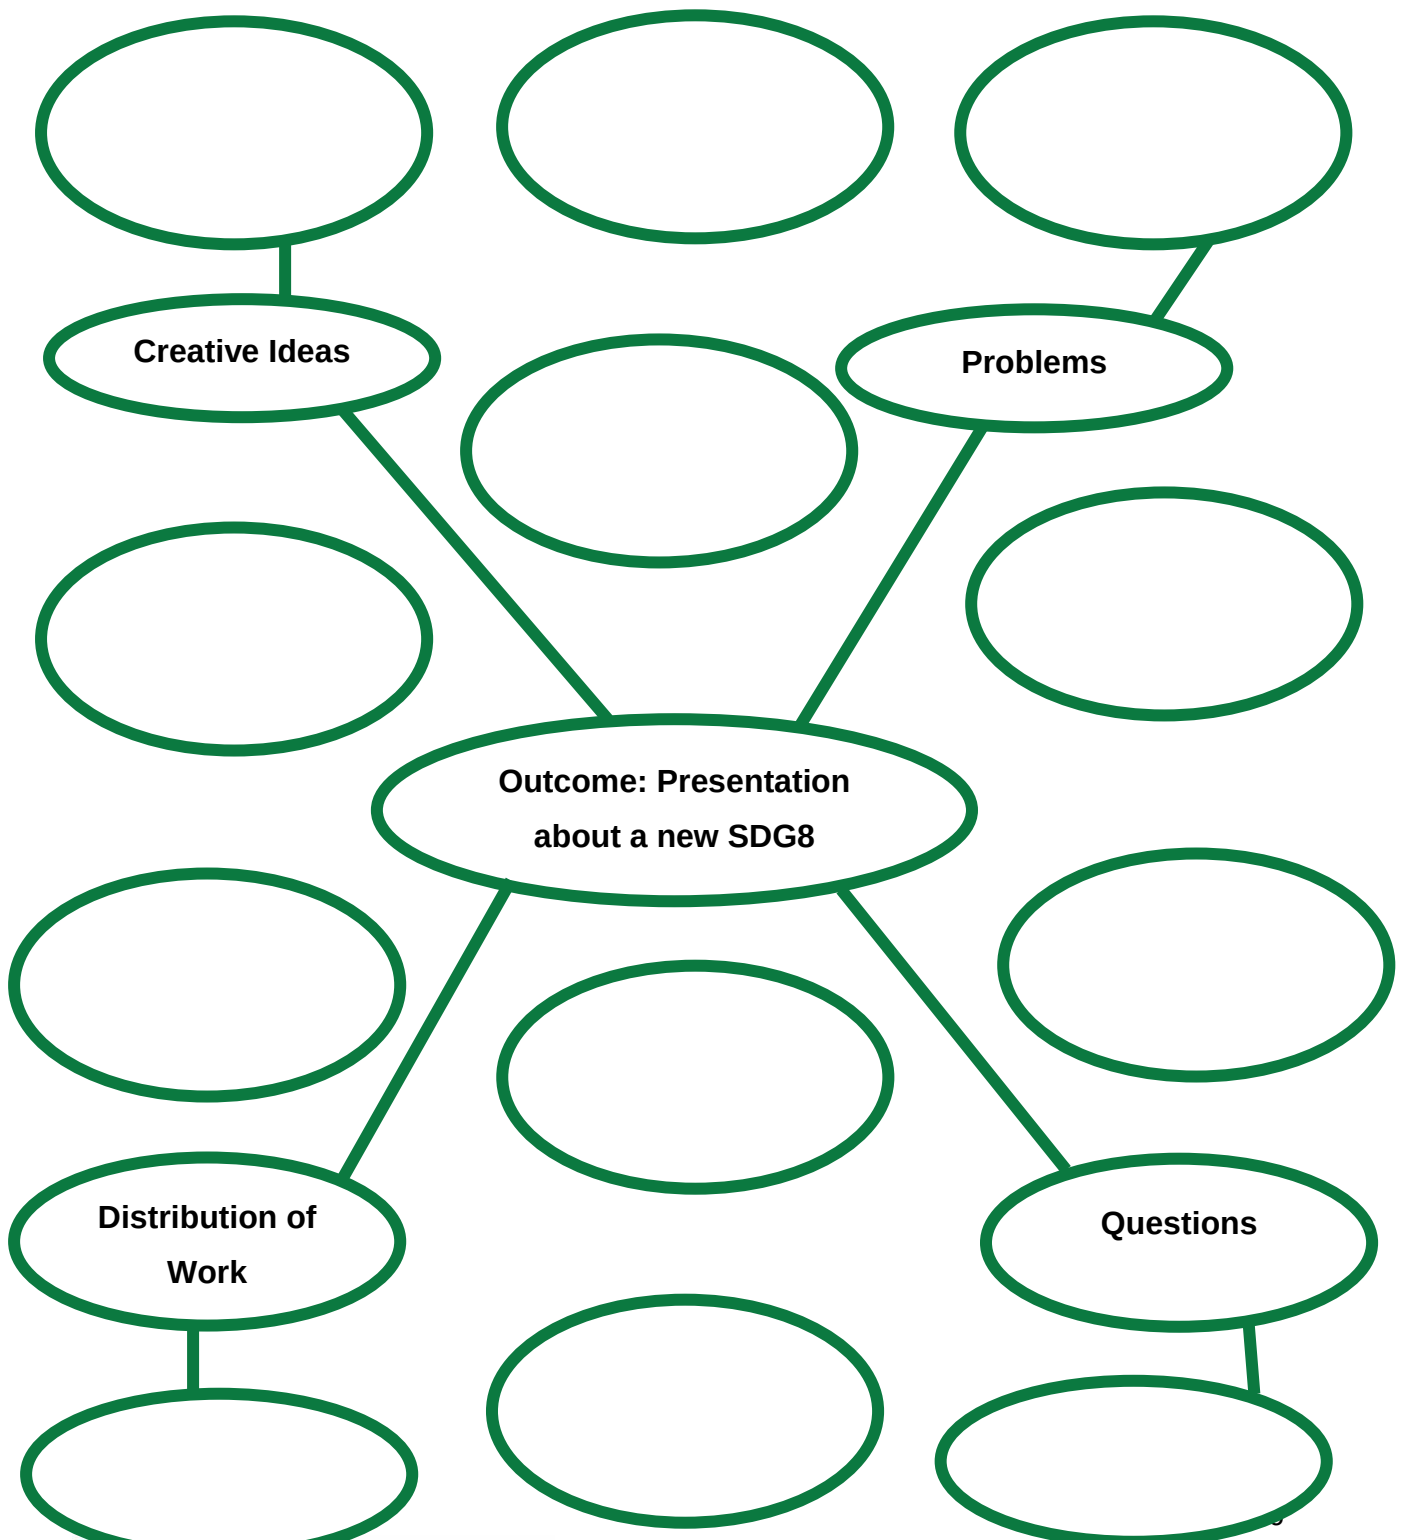 Creative Ideas
Problems
Outcome: Presentation
about a new SDG8
Distribution of
Work
Questions